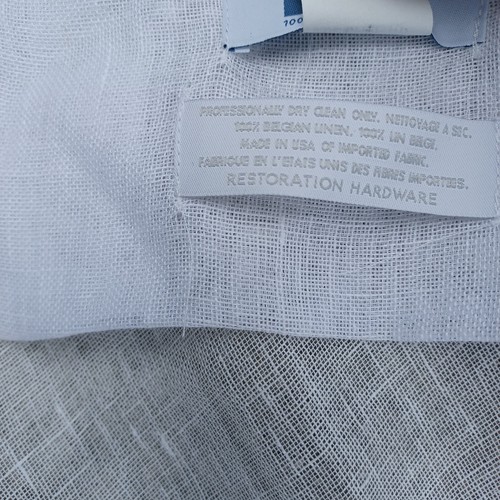 100
PROFESSIONALLY DRY CLEAN ONLY. NETTOYAGE A SEC.
100% BELGIAN LINEN. 100% LIN BELGE.
MADE IN USA OF IMPORTED FABRIC.
FABRIQUE EN L'ETATS UNIS DES FIBRES IMPORTEES.
RESTORATION HARDWARE